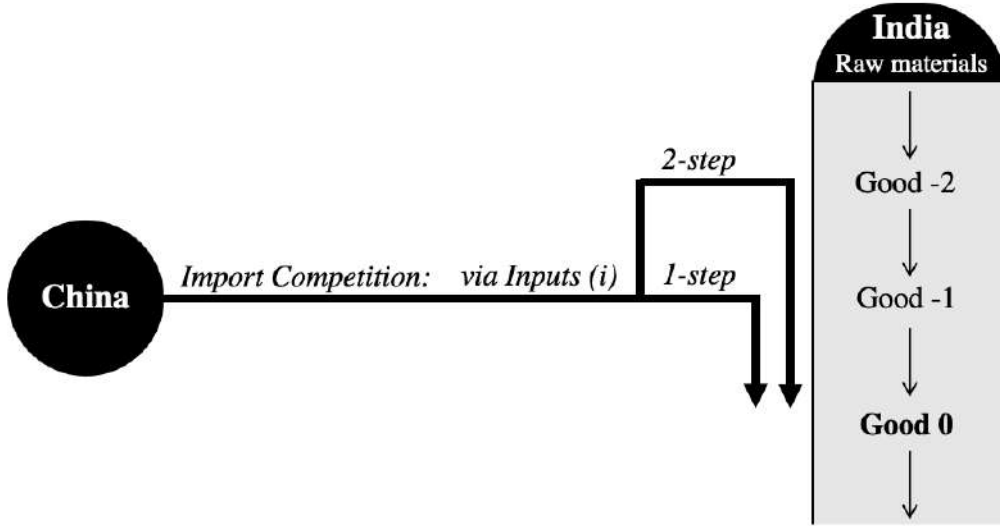 India
Raw materials
2-step
Good -2
China
Import Competition: via Inputs (i) 1-step
Good -1
Good 0